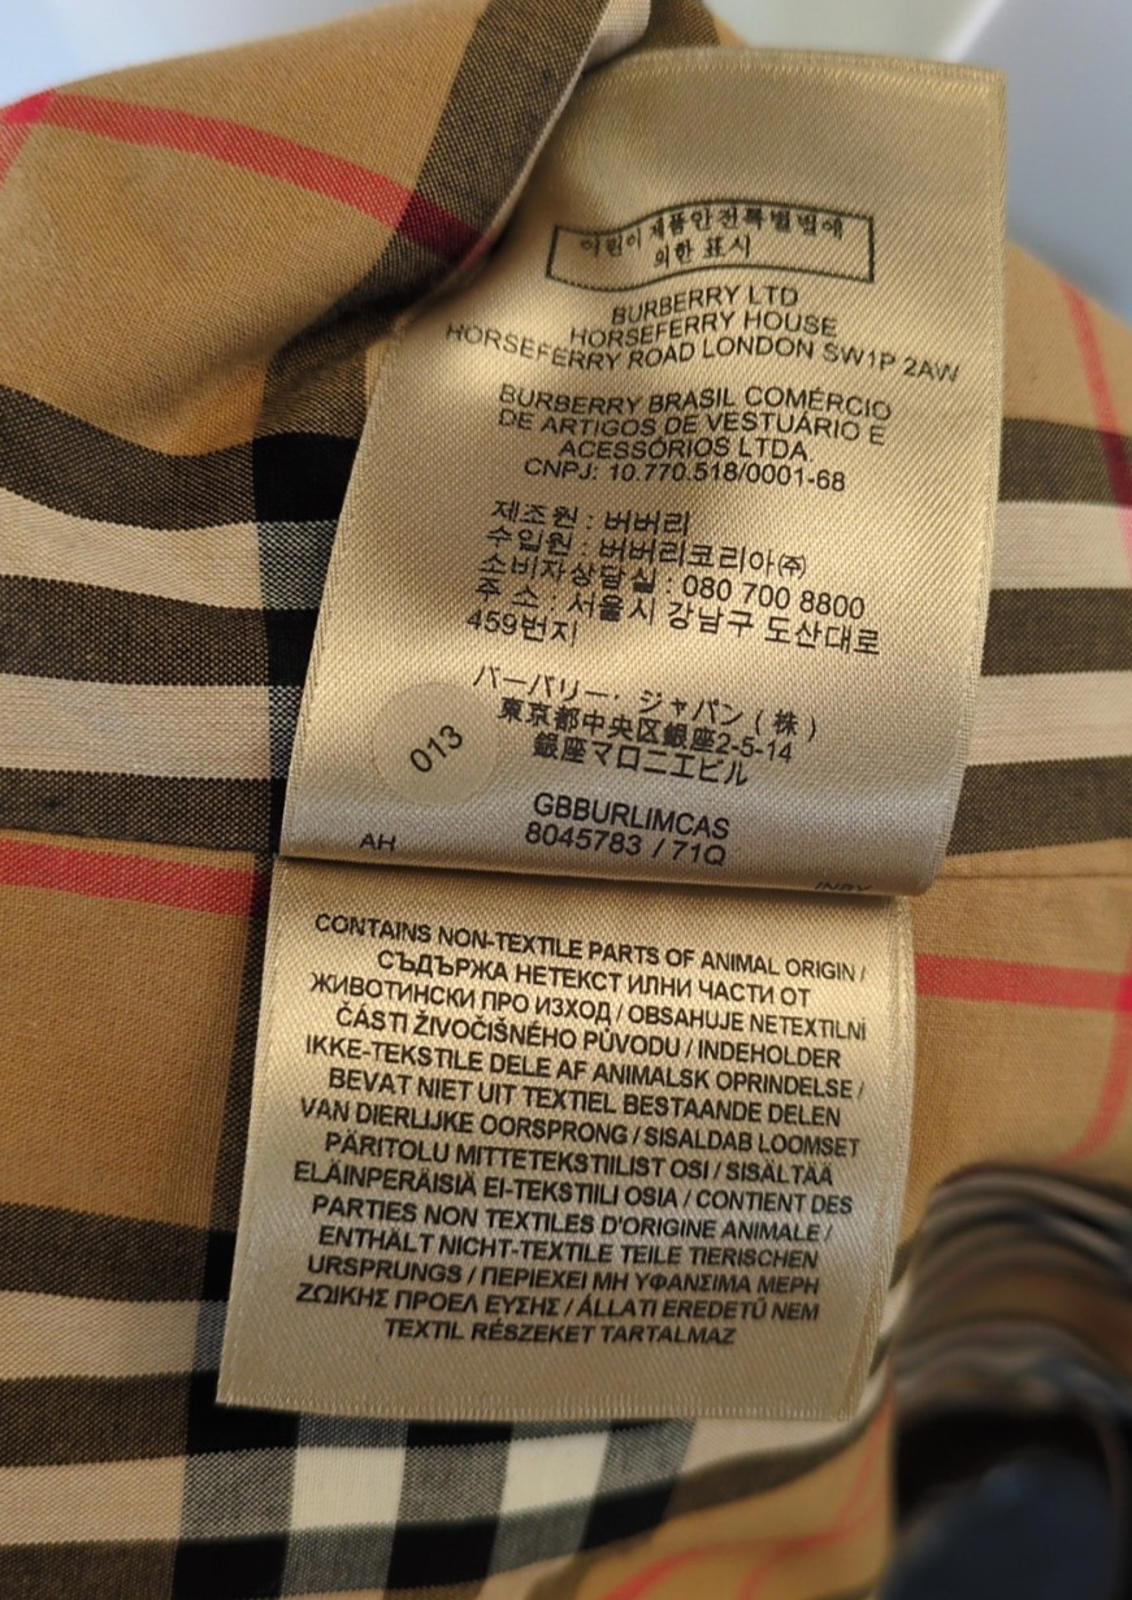 어린이제품안전특별법에
의한 표시
BURBERRY LTD
HORSEFERRY HOUSE
HORSEFERRY ROAD LONDON SW1P 2AW
BURBERRY BRASIL COMÉRCIO
DE ARTIGOS DE VESTUÁRIO E
ACESSÓRIOS LTDA.
CNPJ: 10.770.518/0001-68
제조원 : 버버리
수입원 : 버버리코리아㈜
소비자상담실 : 080 700 8800
주 소 : 서울시 강남구 도산대로
459번지
バーバリー・ジャパン(株)
東京都中央区銀座2-5-14
銀座マロニエビル
013
GBBURLIMCAS
8045783 / 71Q
AH
CONTAINS NON-TEXTILE PARTS OF ANIMAL ORIGIN /
СЪДЪРЖА НЕТЕКСТ ИЛНИ ЧАСТИ ОТ
ЖИВОТИНСКИ ПРО ИЗХОД / OBSAHUJE NETEXTILNÍ
ČÁSTI ŽIVOČIŠNÉHO PŮVODU / INDEHOLDER
IKKE-TEKSTILE DELE AF ANIMALSK OPRINDELSE /
BEVAT NIET UIT TEXTIEL BESTAANDE DELEN
VAN DIERLIJKE OORSPRONG / SISALDAB LOOMSET
PÄRITOLU MITTETEKSTIILIST OSI / SISÄLTÄÄ
ELÄINPERÄISIÄ EI-TEKSTIILI OSIA / CONTIENT DES
PARTIES NON TEXTILES D'ORIGINE ANIMALE /
ENTHÄLT NICHT-TEXTILE TEILE TIERISCHEN
URSPRUNGS / ΠΕΡΙΕΧΕΙ ΜΗ ΥΦΑΝΣΙΜΑ ΜΕΡΗ
ΖΩΙΚΗΣ ΠΡΟΕΛ ΕΥΣΗΣ / ÁLLATI EREDETŰ NEM
TEXTIL RÉSZEKET TARTALMAZ